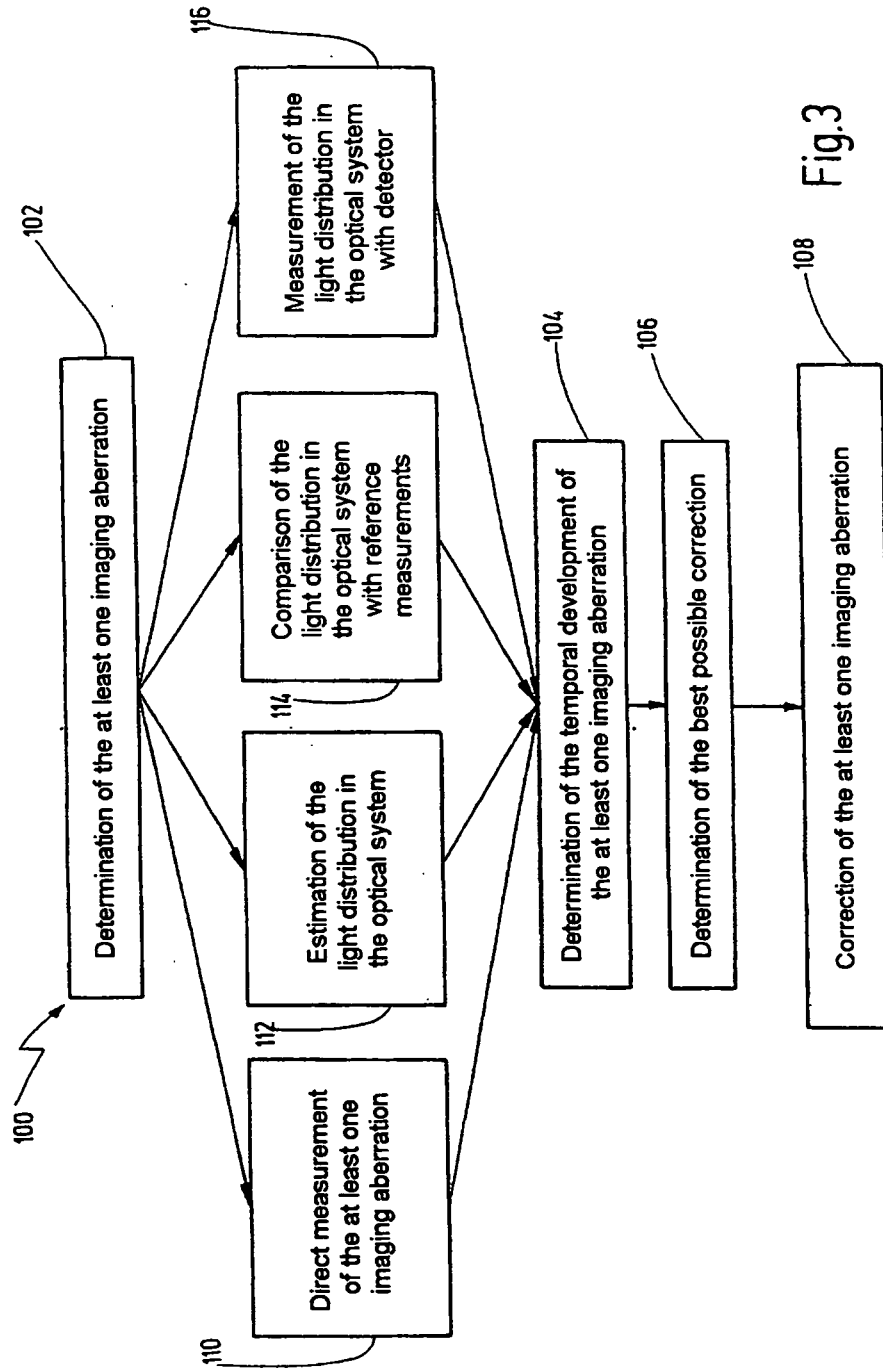 100
102
Determination of the at least one imaging aberration
110
Direct measurement
of the at least one
imaging aberration
112
Estimation of the
light distribution in
the optical system
114
Comparison of the
light distribution in
the optical system
with reference
measurements
116
Measurement of the
light distribution in
the optical system
with detector
104
Determination of the temporal development of
the at least one imaging aberration
106
Determination of the best possible correction
108
Correction of the at least one imaging aberration
Fig.3